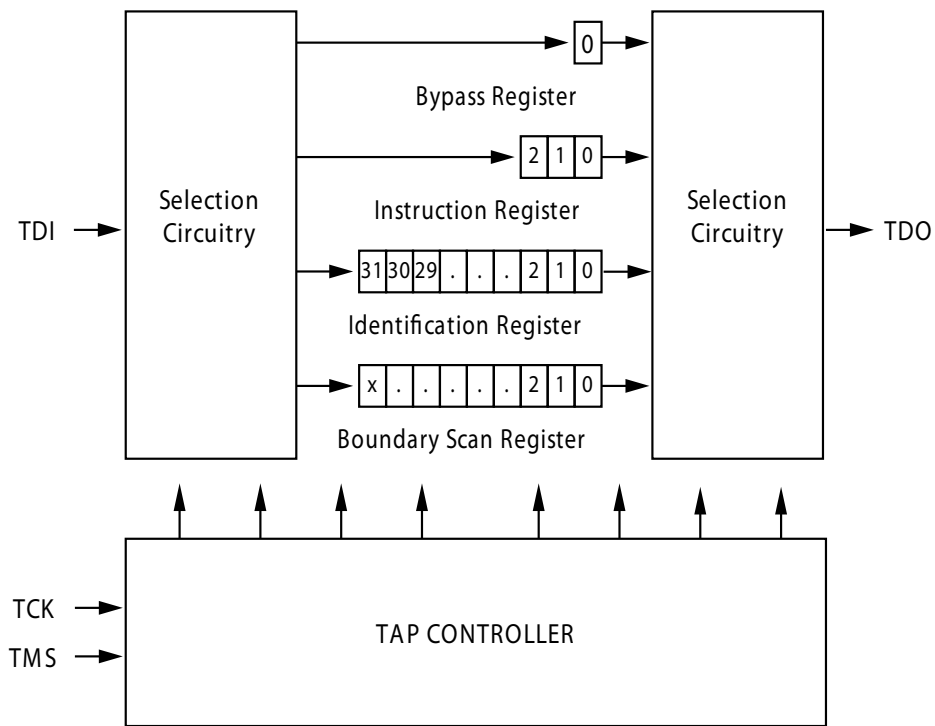 0
Bypass Register
2 1 0
Instruction Register
Selection
Circuitry
Selection
Circuitry
TDI
TDO
31 30 29 . . . 2 1 0
Identification Register
x . . . . . 2 1 0
Boundary Scan Register
TCK
TMS
TAP CONTROLLER